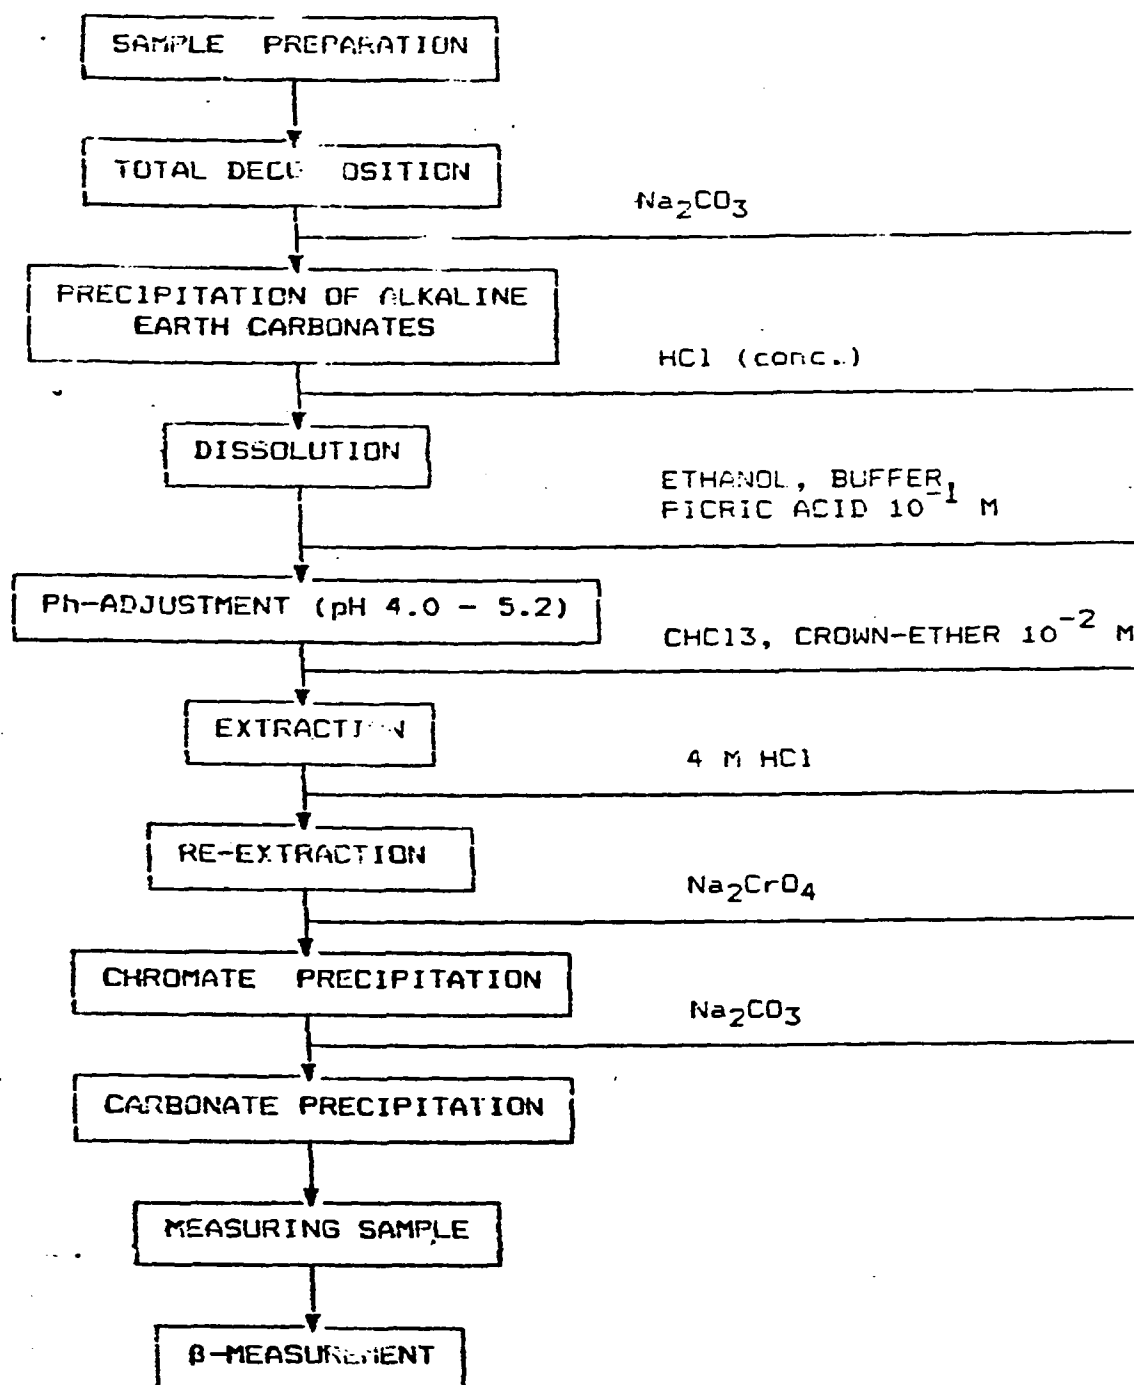 SAMPLE PREPARATION
TOTAL DECOMPOSITION
Na₂CO₃
PRECIPITATION OF ALKALINE
EARTH CARBONATES
HCl (conc.)
DISSOLUTION
ETHANOL, BUFFER,
PICRIC ACID 10⁻¹ M
Ph-ADJUSTMENT (pH 4.0 - 5.2)
CHCl3, CROWN-ETHER 10⁻² M
EXTRACTION
4 M HCl
RE-EXTRACTION
Na₂CrO₄
CHROMATE PRECIPITATION
Na₂CO₃
CARBONATE PRECIPITATION
MEASURING SAMPLE
β-MEASUREMENT